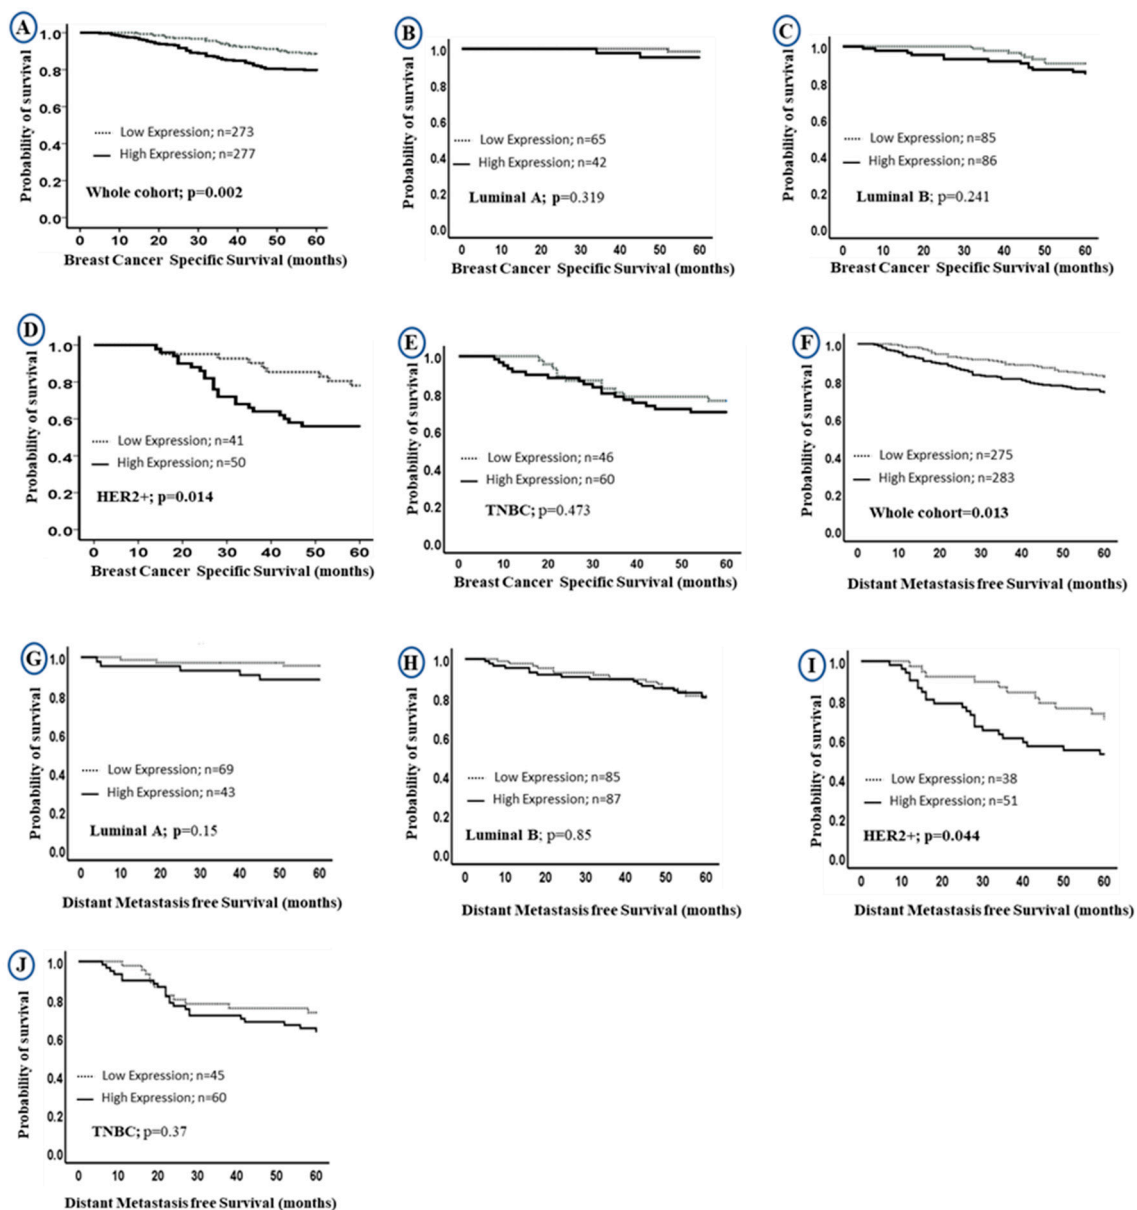 A
Probability of survival
1.0
0.8
0.6
0.4
0.2
0.0
Low Expression; n=273
High Expression; n=277
Whole cohort; p=0.002
0 10 20 30 40 50 60
Breast Cancer Specific Survival (months)
B
Probability of survival
1.0
0.8
0.6
0.4
0.2
0.0
Low Expression; n=65
High Expression; n=42
Luminal A; p=0.319
0 10 20 30 40 50 60
Breast Cancer Specific Survival (months)
C
Probability of survival
1.0
0.8
0.6
0.4
0.2
0.0
Low Expression; n=85
High Expression; n=86
Luminal B; p=0.241
0 10 20 30 40 50 60
Breast Cancer Specific Survival (months)
D
Probability of survival
1.0
0.8
0.6
0.4
0.2
0.0
Low Expression; n=41
High Expression; n=50
HER2+; p=0.014
0 10 20 30 40 50 60
Breast Cancer Specific Survival (months)
E
Probability of survival
1.0
0.8
0.6
0.4
0.2
0.0
Low Expression; n=46
High Expression; n=60
TNBC; p=0.473
0 10 20 30 40 50 60
Breast Cancer Specific Survival (months)
F
Probability of survival
1.0
0.8
0.6
0.4
0.2
0.0
Low Expression; n=275
High Expression; n=283
Whole cohort=0.013
0 10 20 30 40 50 60
Distant Metastasis free Survival (months)
G
Probability of survival
1.0
0.8
0.6
0.4
0.2
0.0
Low Expression; n=69
High Expression; n=43
Luminal A; p=0.15
0 10 20 30 40 50 60
Distant Metastasis free Survival (months)
H
Probability of survival
1.0
0.8
0.6
0.4
0.2
0.0
Low Expression; n=85
High Expression; n=87
Luminal B; p=0.85
0 10 20 30 40 50 60
Distant Metastasis free Survival (months)
I
Probability of survival
1.0
0.8
0.6
0.4
0.2
0.0
Low Expression; n=38
High Expression; n=51
HER2+; p=0.044
0 10 20 30 40 50 60
Distant Metastasis free Survival (months)
J
Probability of survival
1.0
0.8
0.6
0.4
0.2
0.0
Low Expression; n=45
High Expression; n=60
TNBC; p=0.37
0 10 20 30 40 50 60
Distant Metastasis free Survival (months)